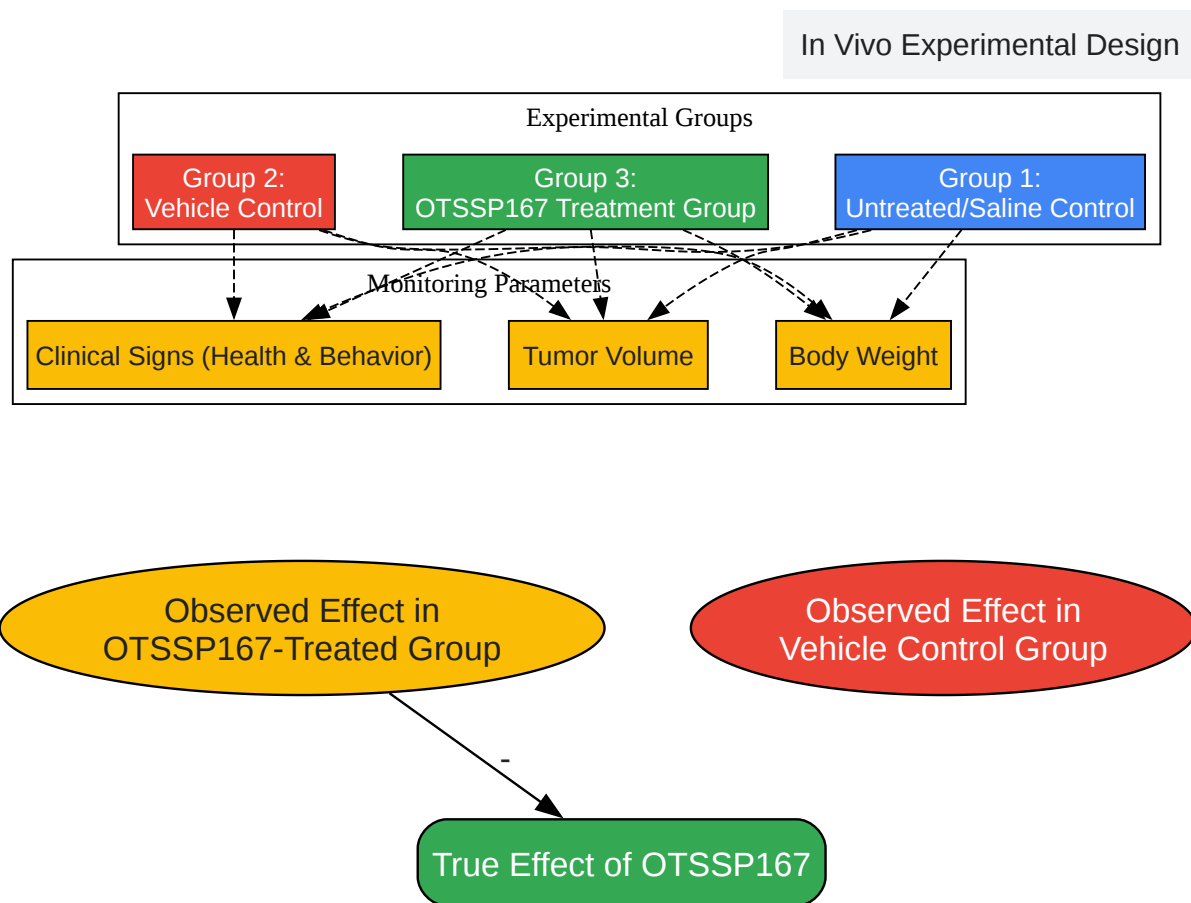 In Vivo Experimental Design
Experimental Groups
Group 2:
Vehicle Control
Group 3:
OTSSP167 Treatment Group
Group 1:
Untreated/Saline Control
Monitoring Parameters
Clinical Signs (Health & Behavior)
Tumor Volume
Body Weight
Observed Effect in
OTSSP167-Treated Group
Observed Effect in
Vehicle Control Group
-
True Effect of OTSSP167